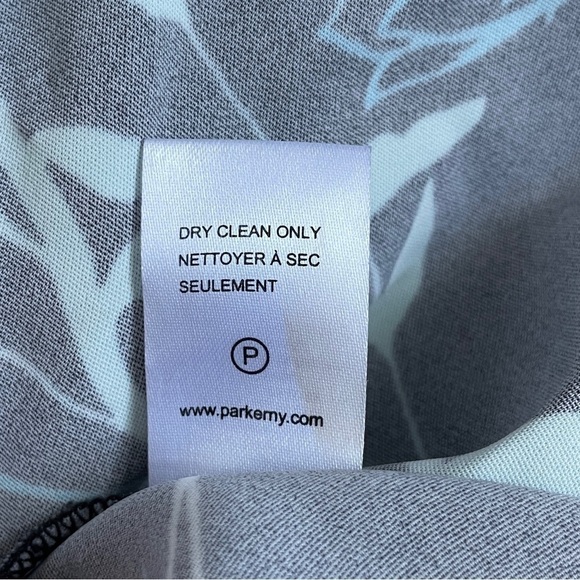 DRY CLEAN ONLY
NETTOYER À SEC
SEULEMENT
P
www.parkerny.com